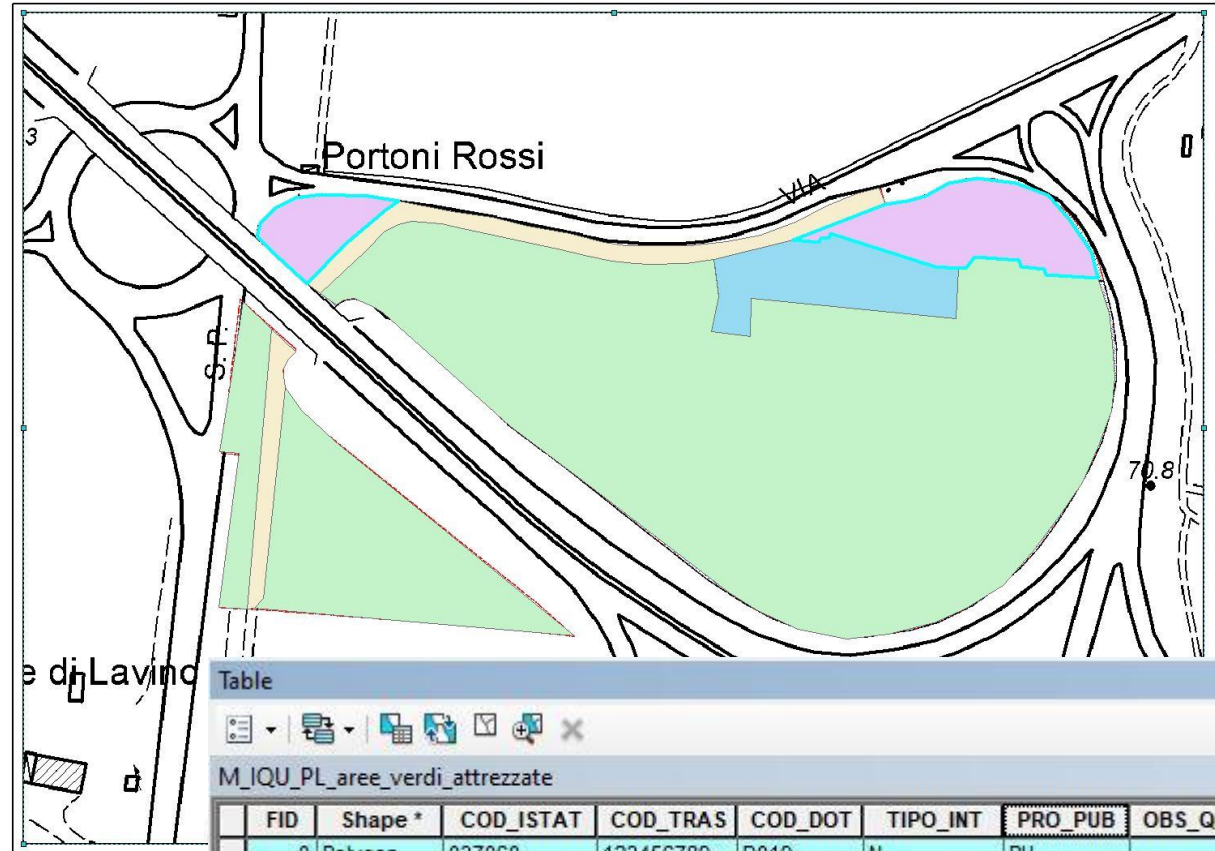 3
Portoni Rossi
VIA
S. P.
70.8
e di Lavino
Table
M_IQU_PL_aree_verdi_attrezzate
FID Shape * COD_ISTAT COD_TRAS COD_DOT TIPO_INT PRO_PUB OBS_Q